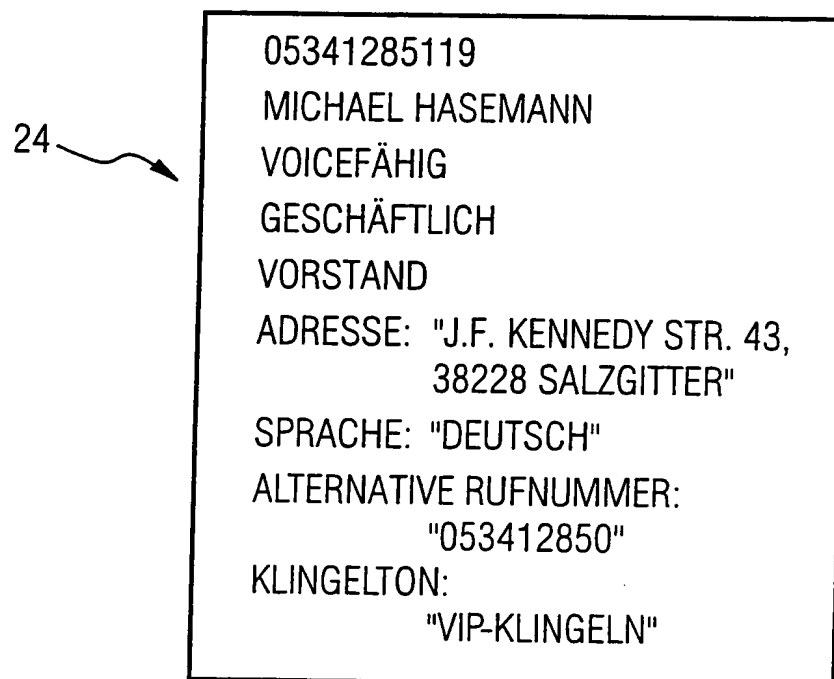 05341285119
MICHAEL HASEMANN
24
VOICEFÄHIG
GESCHÄFTLICH
VORSTAND
ADRESSE: "J.F. KENNEDY STR. 43,
38228 SALZGITTER"
SPRACHE: "DEUTSCH"
ALTERNATIVE RUFNUMMER:
"053412850"
KLINGELTON:
"VIP-KLINGELN"